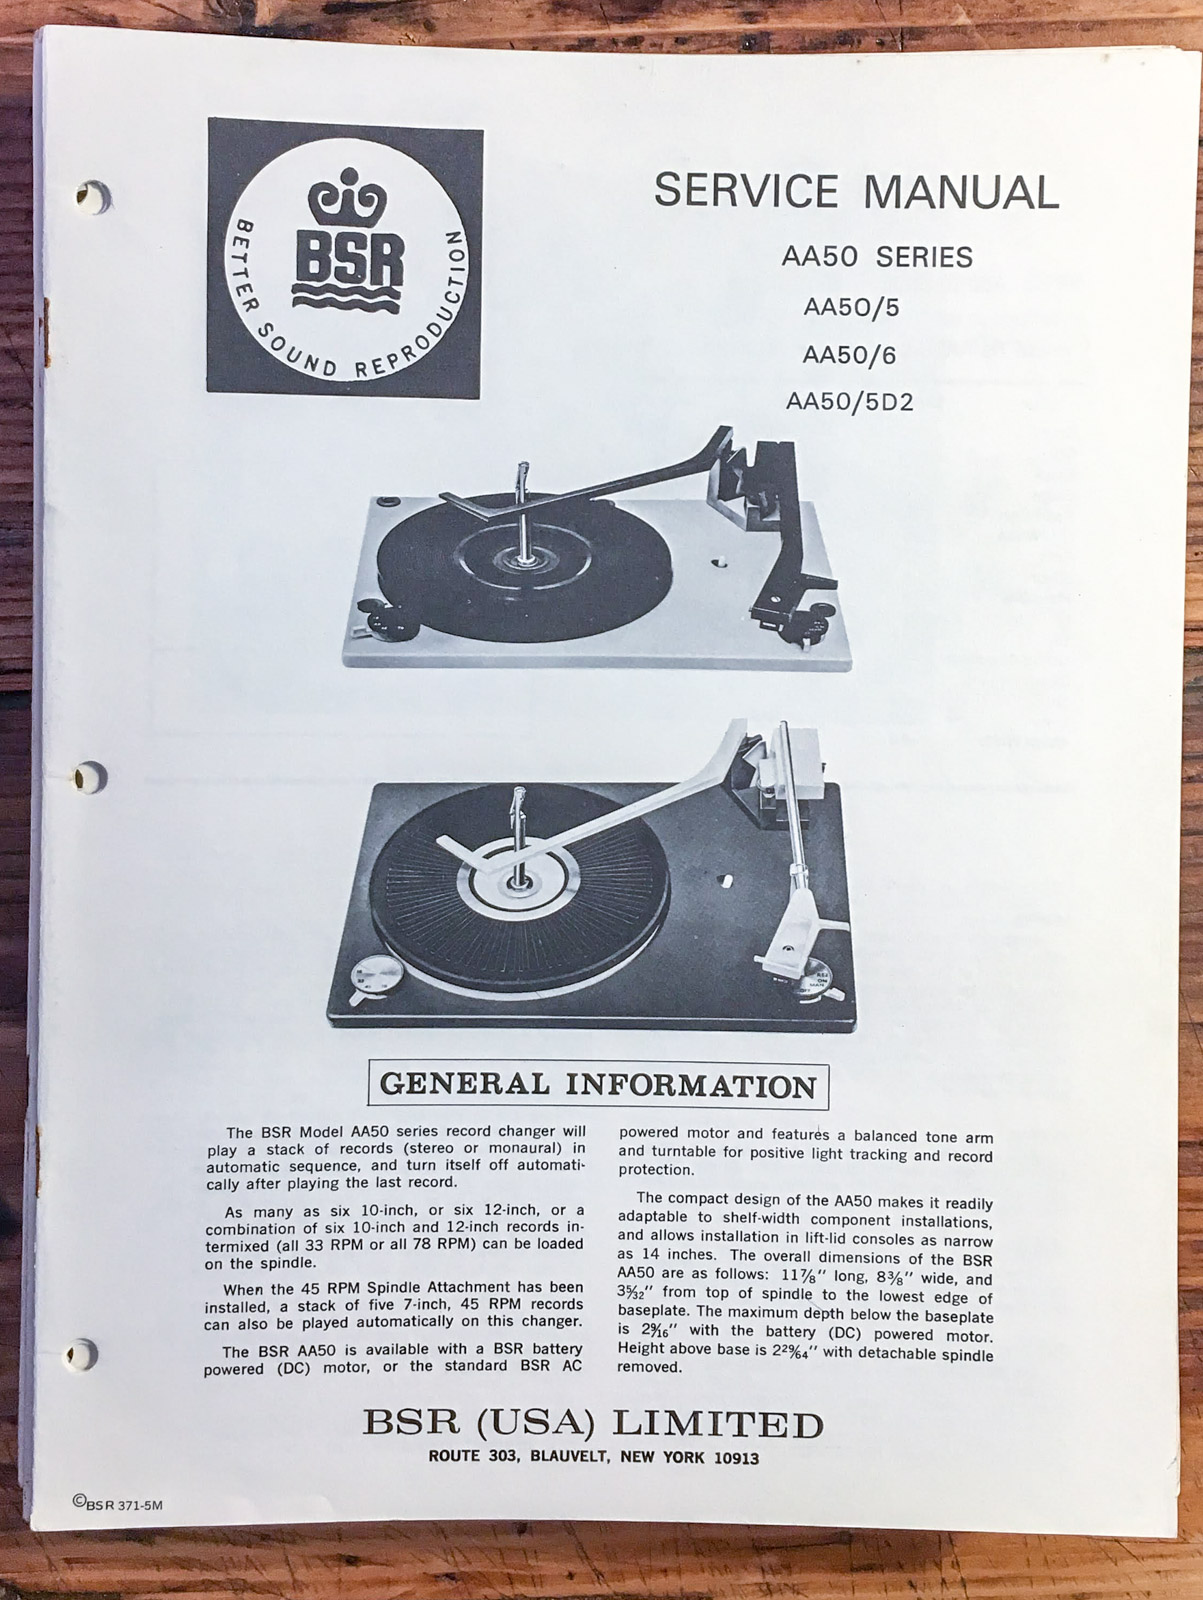 BSR
BETTER SOUND REPRODUCTION
SERVICE MANUAL
AA50 SERIES
AA50/5
AA50/6
AA50/5D2
GENERAL INFORMATION
The BSR Model AA50 series record changer will
play a stack of records (stereo or monaural) in
automatic sequence, and turn itself off automati-
cally after playing the last record.
As many as six 10-inch, or six 12-inch, or a
combination of six 10-inch and 12-inch records in-
termixed (all 33 RPM or all 78 RPM) can be loaded
on the spindle.
When the 45 RPM Spindle Attachment has been
installed, a stack of five 7-inch, 45 RPM records
can also be played automatically on this changer.
The BSR AA50 is available with a BSR battery
powered (DC) motor, or the standard BSR AC
powered motor and features a balanced tone arm
and turntable for positive light tracking and record
protection.
The compact design of the AA50 makes it readily
adaptable to shelf-width component installations,
and allows installation in lift-lid consoles as narrow
as 14 inches. The overall dimensions of the BSR
AA50 are as follows: 11⅞" long, 8⅜" wide, and
3⁵⁄₃₂" from top of spindle to the lowest edge of
baseplate. The maximum depth below the baseplate
is 2⁹⁄₁₆" with the battery (DC) powered motor.
Height above base is 2²⁹⁄₆₄" with detachable spindle
removed.
BSR (USA) LIMITED
ROUTE 303, BLAUVELT, NEW YORK 10913
©BSR 371-5M